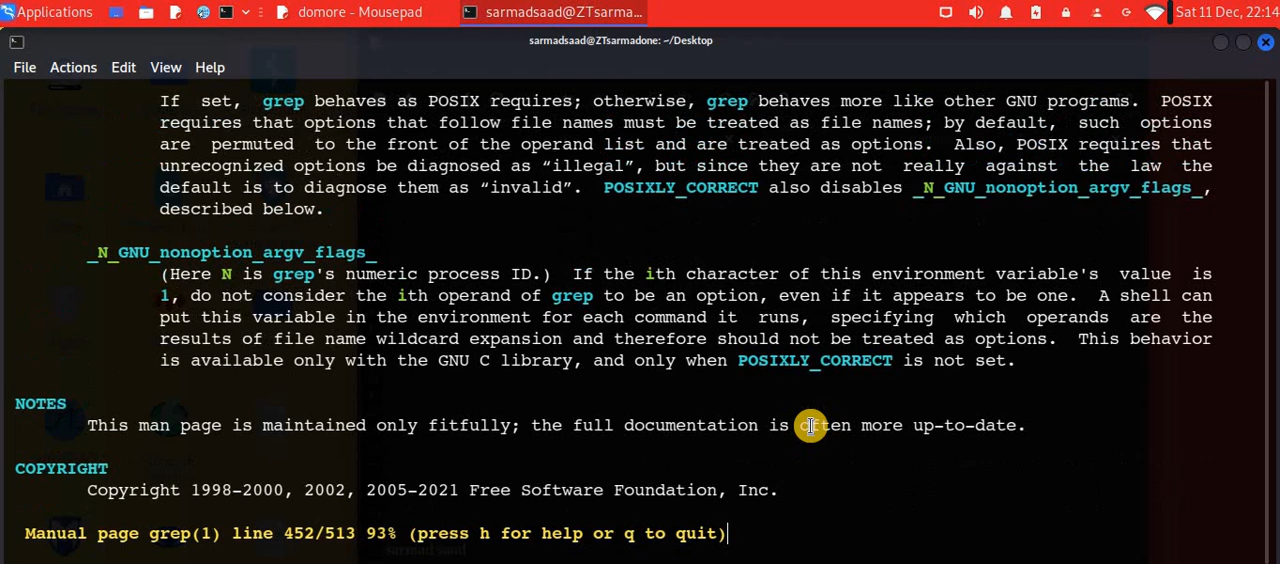 Applications domore - Mousepad sarmadsaad@ZTsarma... Sat 11 Dec, 22:14
sarmadsaad@ZTsarmadone: ~/Desktop
File Actions Edit View Help
If set, grep behaves as POSIX requires; otherwise, grep behaves more like other GNU programs. POSIX
requires that options that follow file names must be treated as file names; by default, such options
are permuted to the front of the operand list and are treated as options. Also, POSIX requires that
unrecognized options be diagnosed as “illegal”, but since they are not really against the law the
default is to diagnose them as “invalid”. POSIXLY_CORRECT also disables _N_GNU_nonoption_argv_flags_,
described below.
_N_GNU_nonoption_argv_flags_
(Here N is grep's numeric process ID.) If the ith character of this environment variable's value is
1, do not consider the ith operand of grep to be an option, even if it appears to be one. A shell can
put this variable in the environment for each command it runs, specifying which operands are the
results of file name wildcard expansion and therefore should not be treated as options. This behavior
is available only with the GNU C library, and only when POSIXLY_CORRECT is not set.
NOTES
This man page is maintained only fitfully; the full documentation is often more up-to-date.
COPYRIGHT
Copyright 1998-2000, 2002, 2005-2021 Free Software Foundation, Inc.
Manual page grep(1) line 452/513 93% (press h for help or q to quit)
sarmad saad